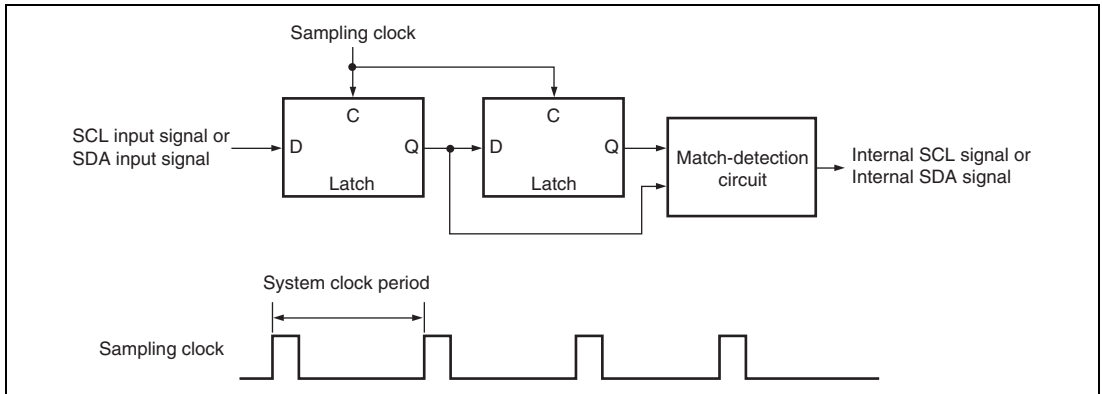 Sampling clock
SCL input signal or
SDA input signal
D
C
Q
Latch
D
C
Q
Latch
Match-detection
circuit
Internal SCL signal or
Internal SDA signal
System clock period
Sampling clock